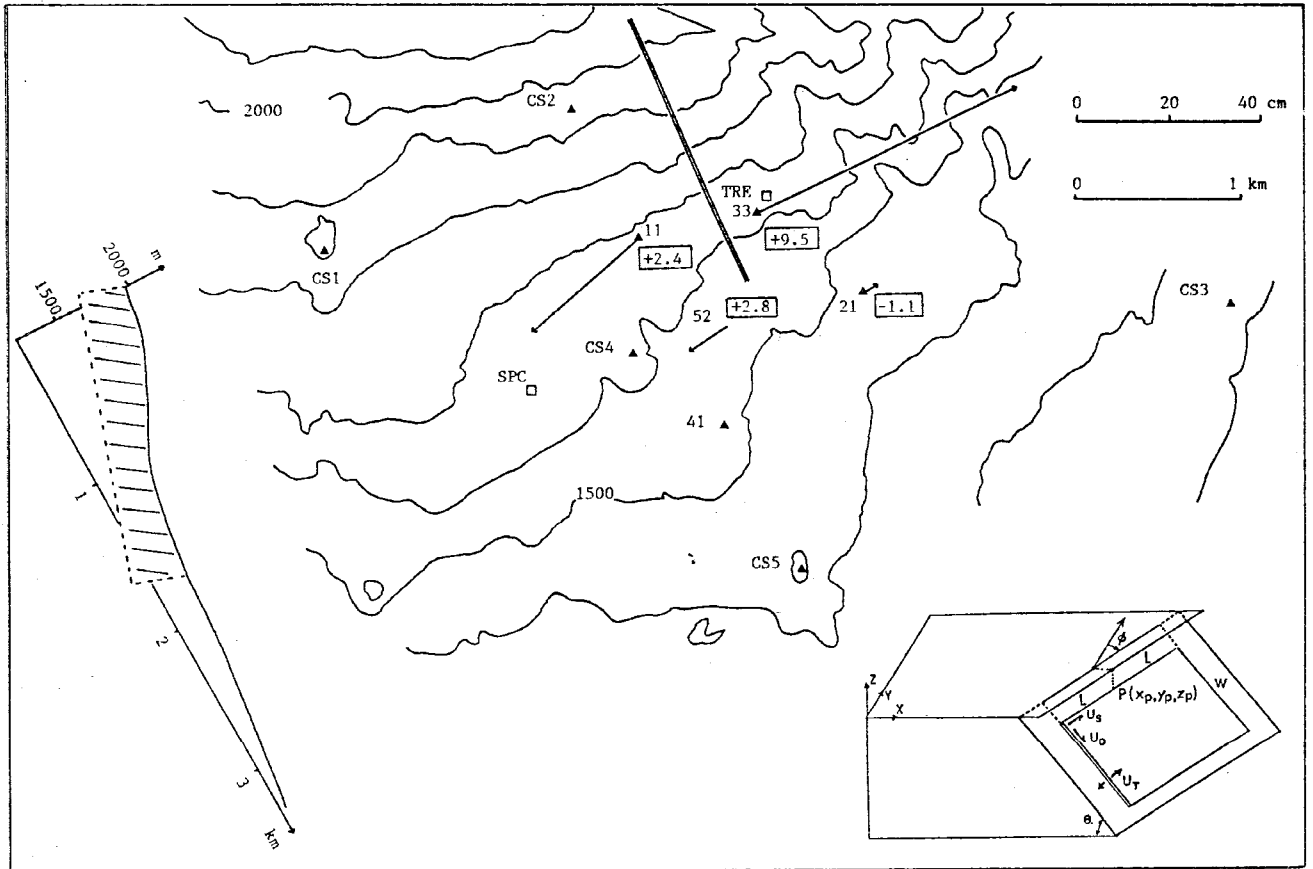 2000
CS2
0 20 40 cm
0 1 km
TRE
33
+9.5
11
+2.4
CS1
2000
m
1500
+2.8
52
21
-1.1
CS3
CS4
SPC
41
1
1500
CS5
2
3
km
Z
Y
X
φ
L
L
W
P(xp,yp,zp)
Us
UD
UT
θ